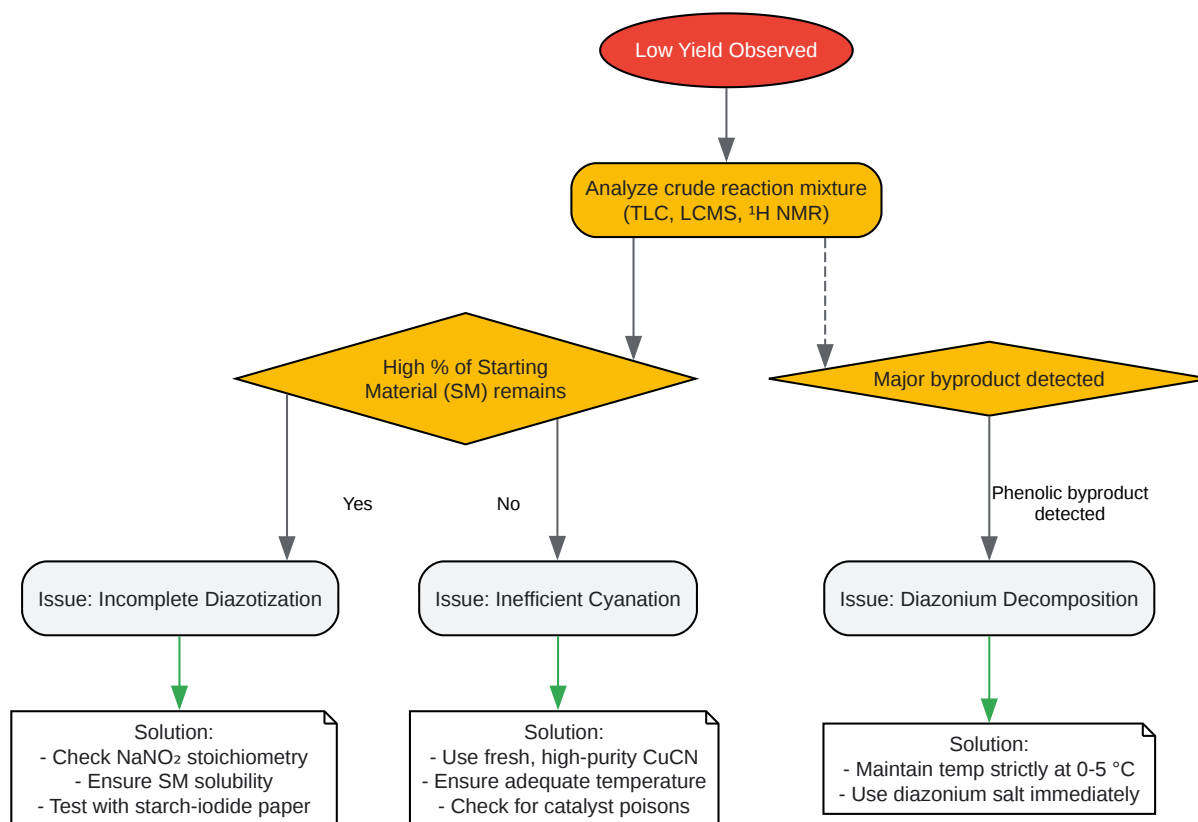 Low Yield Observed
Analyze crude reaction mixture
(TLC, LCMS, ¹H NMR)
High % of Starting
Material (SM) remains
Major byproduct detected
Yes
No
Phenolic byproduct
detected
Issue: Incomplete Diazotization
Issue: Inefficient Cyanation
Issue: Diazonium Decomposition
Solution:
- Check NaNO₂ stoichiometry
- Ensure SM solubility
- Test with starch-iodide paper
Solution:
- Use fresh, high-purity CuCN
- Ensure adequate temperature
- Check for catalyst poisons
Solution:
- Maintain temp strictly at 0-5 °C
- Use diazonium salt immediately